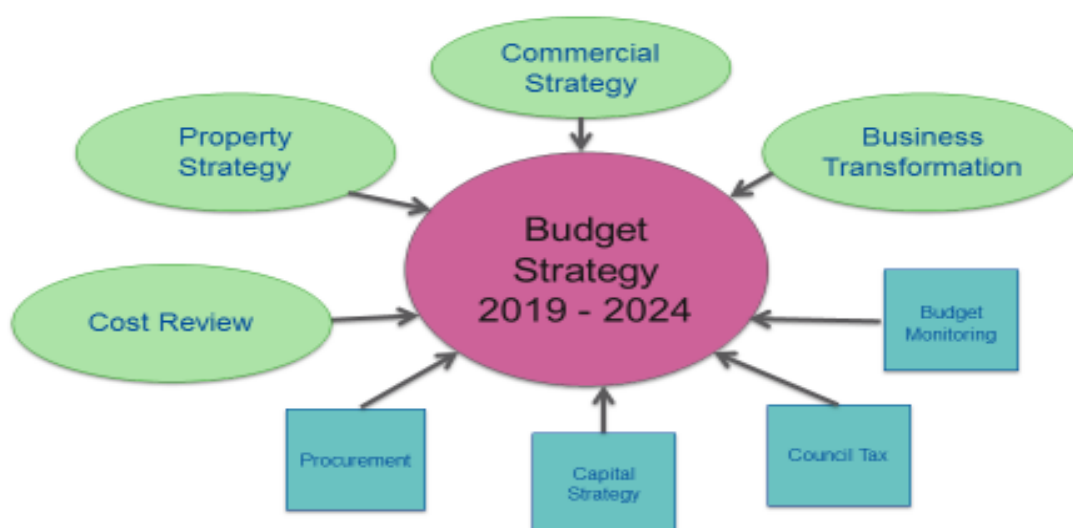 Commercial
Strategy
Property
Strategy
Business
Transformation
Budget
Strategy
2019 - 2024
Cost Review
Budget
Monitoring
Procurement
Capital
Strategy
Council Tax